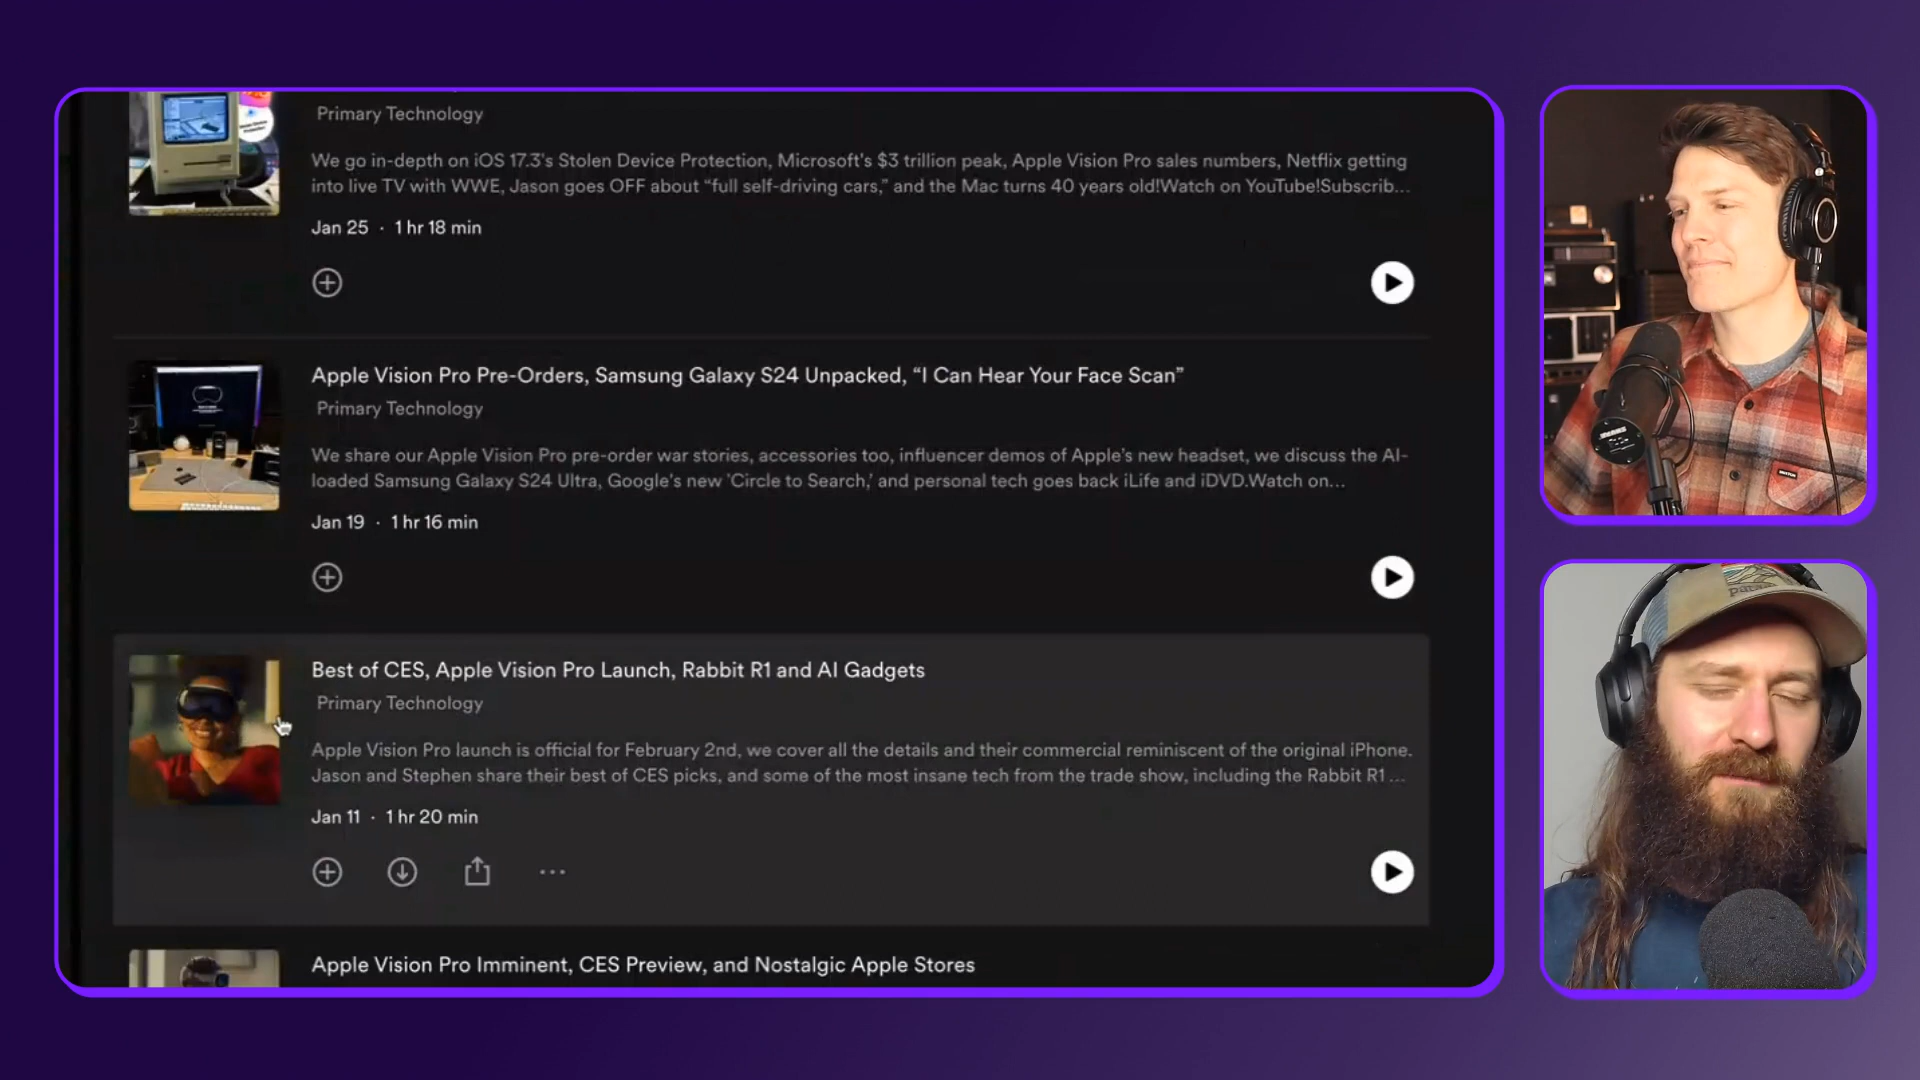 Primary Technology
We go in-depth on iOS 17.3's Stolen Device Protection, Microsoft's $3 trillion peak, Apple Vision Pro sales numbers, Netflix getting
into live TV with WWE, Jason goes OFF about “full self-driving cars,” and the Mac turns 40 years old!Watch on YouTube!Subscrib...
Jan 25 · 1 hr 18 min
Apple Vision Pro Pre-Orders, Samsung Galaxy S24 Unpacked, “I Can Hear Your Face Scan”
Primary Technology
We share our Apple Vision Pro pre-order war stories, accessories too, influencer demos of Apple's new headset, we discuss the AI-
loaded Samsung Galaxy S24 Ultra, Google's new 'Circle to Search,' and personal tech goes back iLife and iDVD.Watch on...
Jan 19 · 1 hr 16 min
Best of CES, Apple Vision Pro Launch, Rabbit R1 and AI Gadgets
Primary Technology
Apple Vision Pro launch is official for February 2nd, we cover all the details and their commercial reminiscent of the original iPhone.
Jason and Stephen share their best of CES picks, and some of the most insane tech from the trade show, including the Rabbit R1 ...
Jan 11 · 1 hr 20 min
Apple Vision Pro Imminent, CES Preview, and Nostalgic Apple Stores